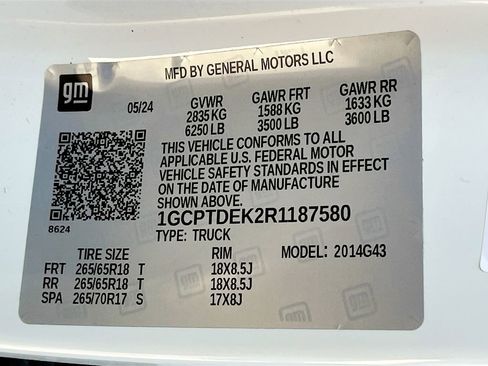 MFD BY GENERAL MOTORS LLC
gm
05/24 GVWR GAWR FRT GAWR RR
2835 KG 1588 KG 1633 KG
6250 LB 3500 LB 3600 LB
THIS VEHICLE CONFORMS TO ALL
APPLICABLE U.S. FEDERAL MOTOR
VEHICLE SAFETY STANDARDS IN EFFECT
ON THE DATE OF MANUFACTURE
SHOWN ABOVE.
1GCPTDEK2R1187580
8624 TYPE: TRUCK MODEL: 2014G43
TIRE SIZE RIM
FRT 265/65R18 T 18X8.5J
RR 265/65R18 T 18X8.5J
SPA 265/70R17 S 17X8J